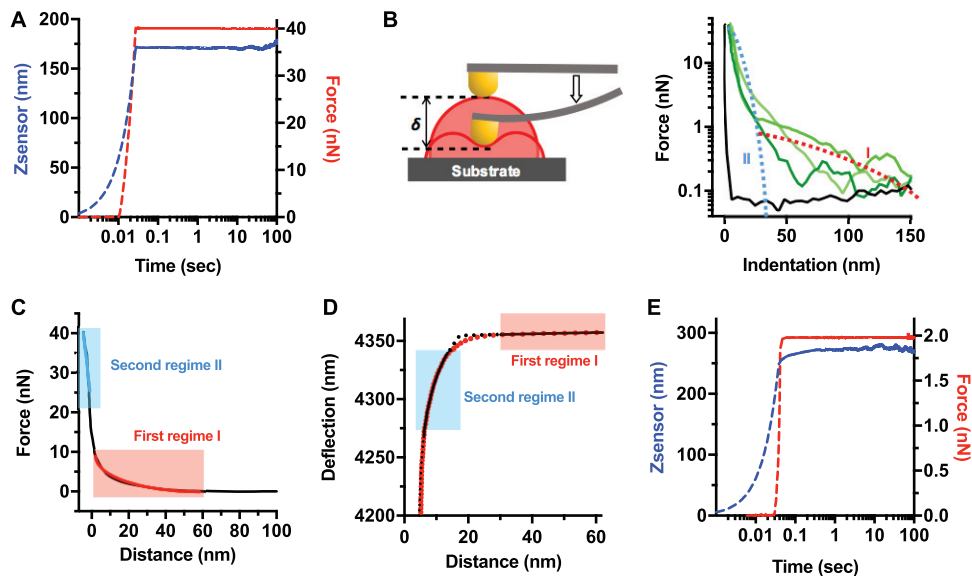 A
200
150
100
50
0
Zsensor (nm)
40
30
20
10
0
Force (nN)
0.01 0.1 1 10 100
Time (sec)
B
δ
Substrate
Force (nN)
10
1
0.1
I
II
0 50 100 150
Indentation (nm)
C
Force (nN)
40
30
20
10
0
Second regime II
First regime I
0 20 40 60 80 100
Distance (nm)
D
Deflection (nm)
4350
4300
4250
4200
First regime I
Second regime II
0 20 40 60
Distance (nm)
E
Zsensor (nm)
300
200
100
0
2.0
1.5
1.0
0.5
0.0
Force (nN)
0.01 0.1 1 10 100
Time (sec)